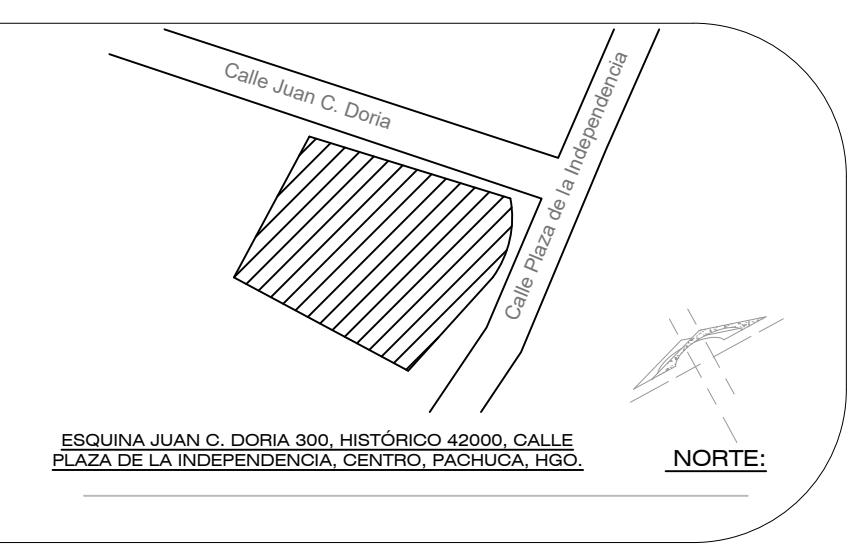 Calle Juan C. Doria
Calle Plaza de la Independencia
ESQUINA JUAN C. DORIA 300, HISTÓRICO 42000, CALLE
PLAZA DE LA INDEPENDENCIA, CENTRO, PACHUCA, HGO.
NORTE: